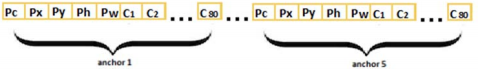 Pc Px Py Ph Pw C1 C2 ... C80 ... Pc Px Py Ph Pw C1 C2 ... C80
anchor 1 anchor 5